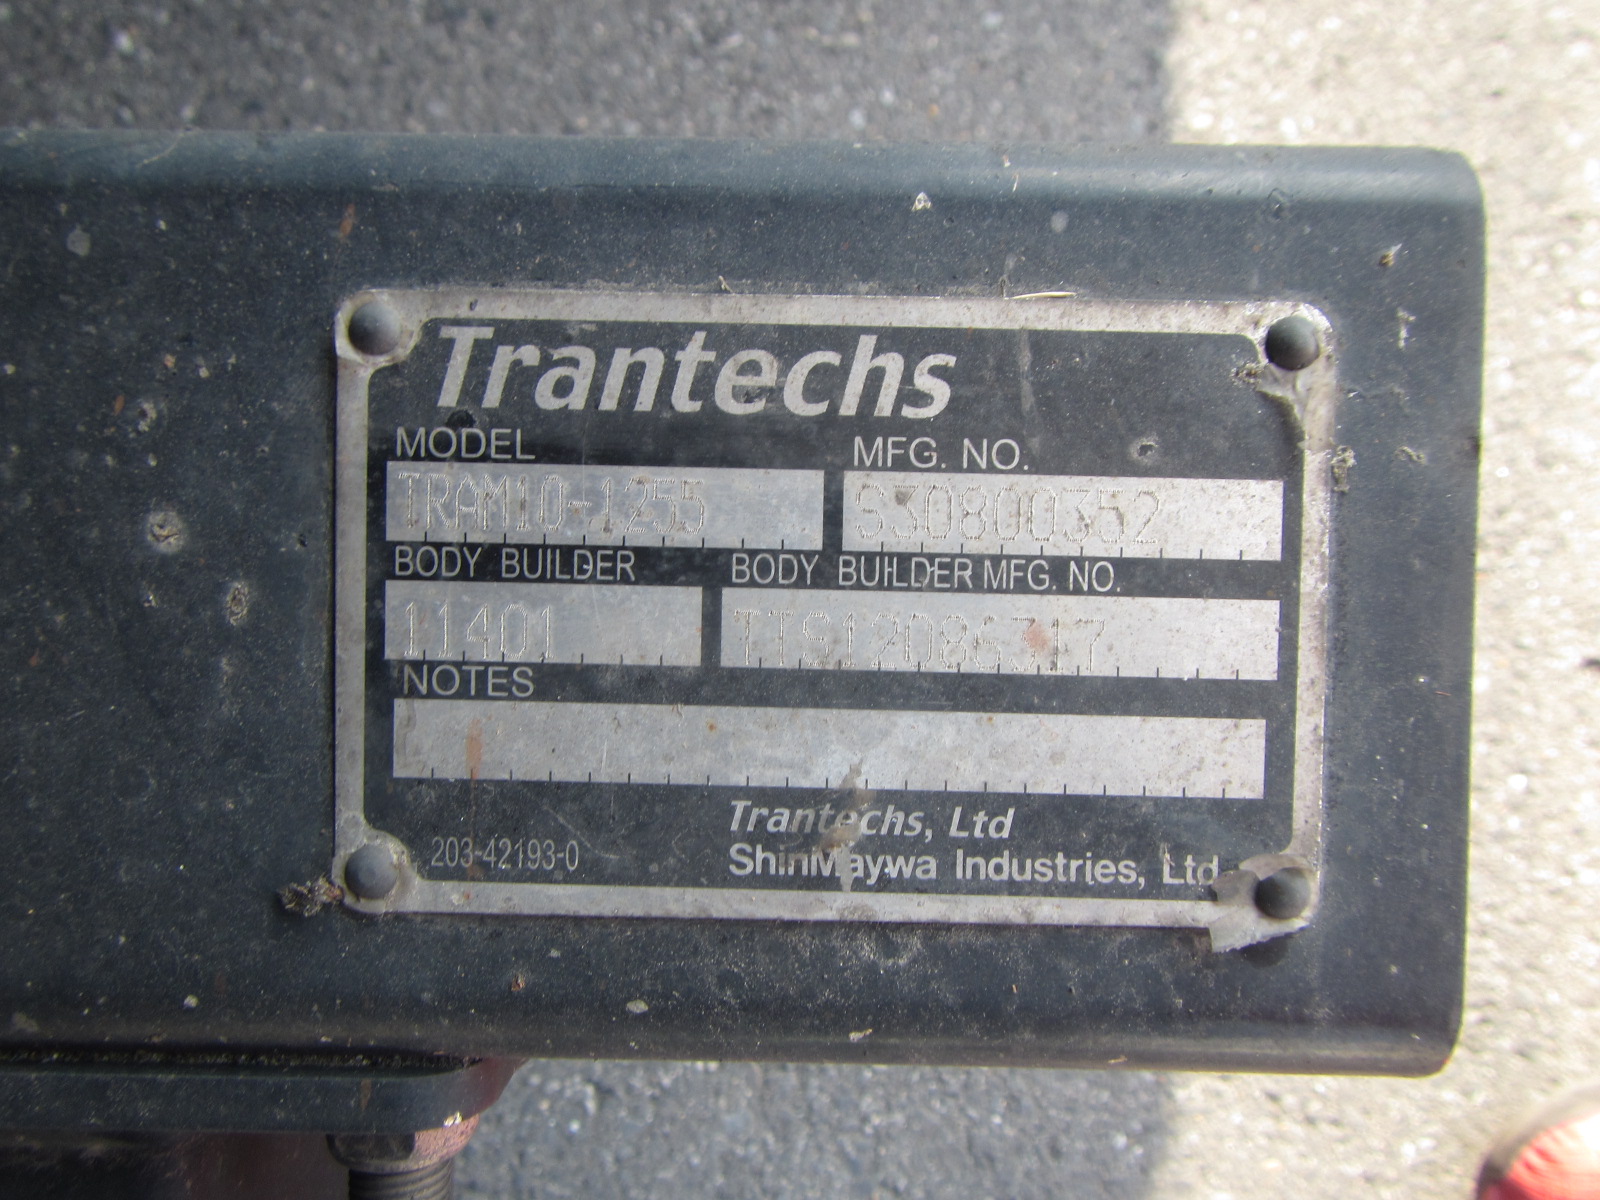 Trantechs
MODEL MFG. NO.
TRAM10-1255 S30800352
BODY BUILDER BODY BUILDER MFG. NO.
11401 TTS12086317
NOTES
Trantechs, Ltd
203-42193-0 ShinMaywa Industries, Ltd